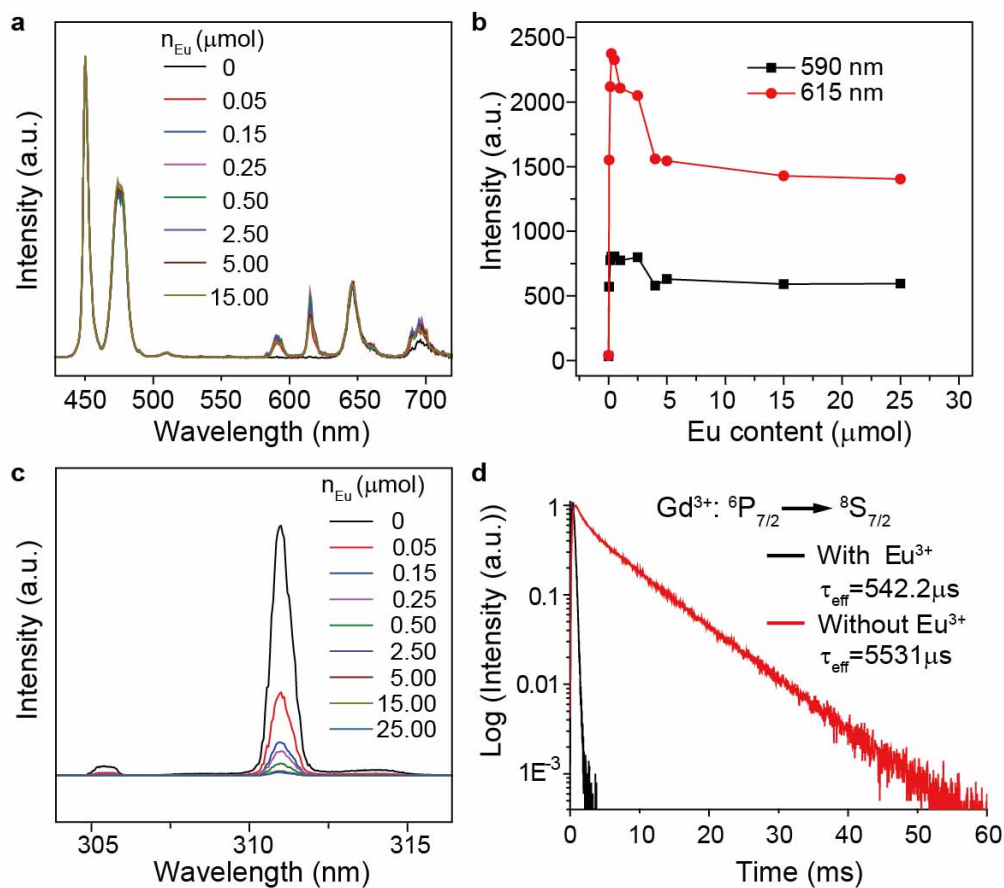 a
n_Eu (μmol)
0
0.05
0.15
0.25
0.50
2.50
5.00
15.00
Intensity (a.u.)
450 500 550 600 650 700
Wavelength (nm)
b
590 nm
615 nm
2500
2000
1500
1000
500
0
Intensity (a.u.)
0 5 10 15 20 25 30
Eu content (μmol)
c
n_Eu (μmol)
0
0.05
0.15
0.25
0.50
2.50
5.00
15.00
25.00
Intensity (a.u.)
305 310 315
Wavelength (nm)
d
Gd³⁺: ⁶P₇/₂ → ⁸S₇/₂
With Eu³⁺
τ_eff=542.2μs
Without Eu³⁺
τ_eff=5531μs
1
0.1
0.01
1E⁻³
Log (Intensity (a.u.))
0 10 20 30 40 50 60
Time (ms)